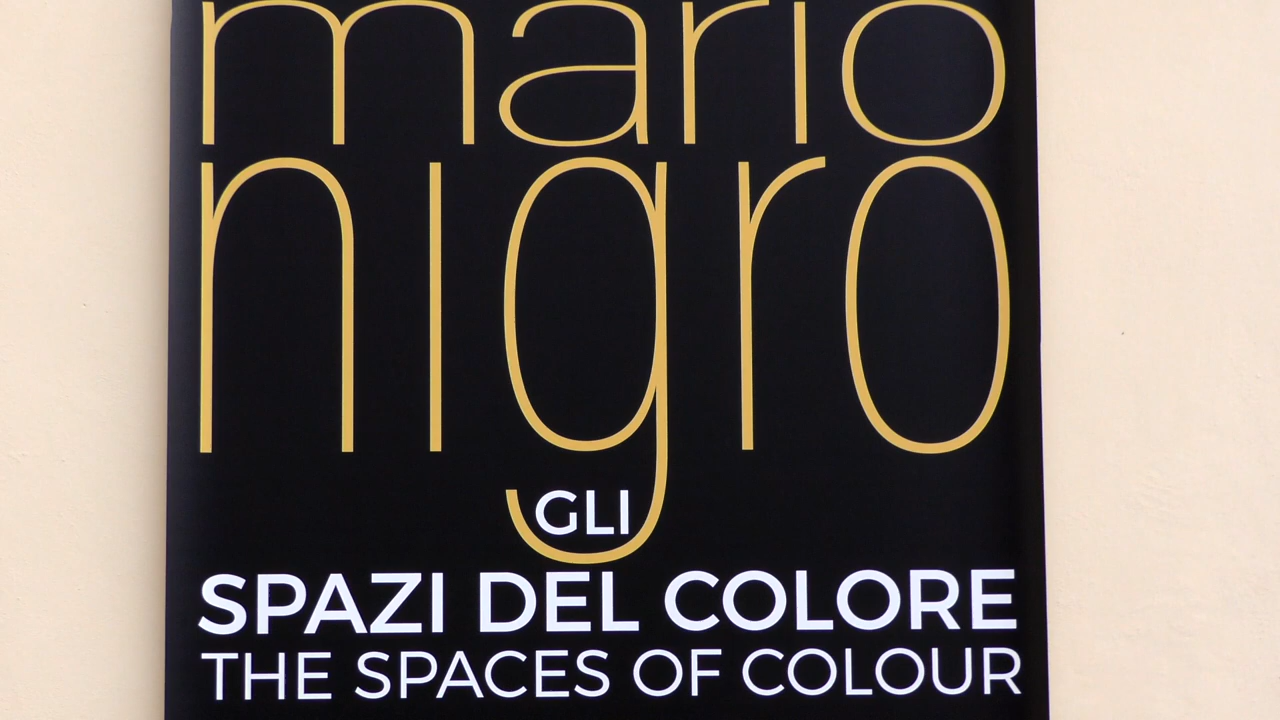 mario
nigro
GLI
SPAZI DEL COLORE
THE SPACES OF COLOUR